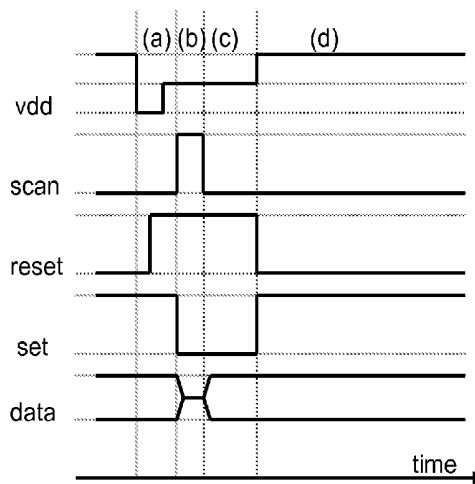 (a) (b) (c) (d)
vdd
scan
reset
set
data
time